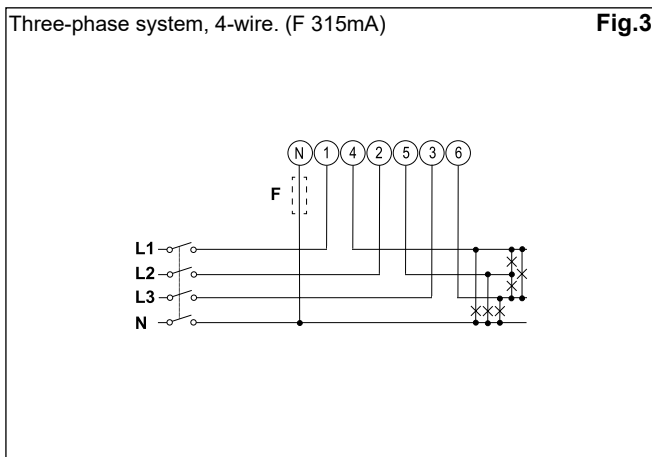 Three-phase system, 4-wire. (F 315mA) Fig.3
N 1 4 2 5 3 6
F
L1
L2
L3
N